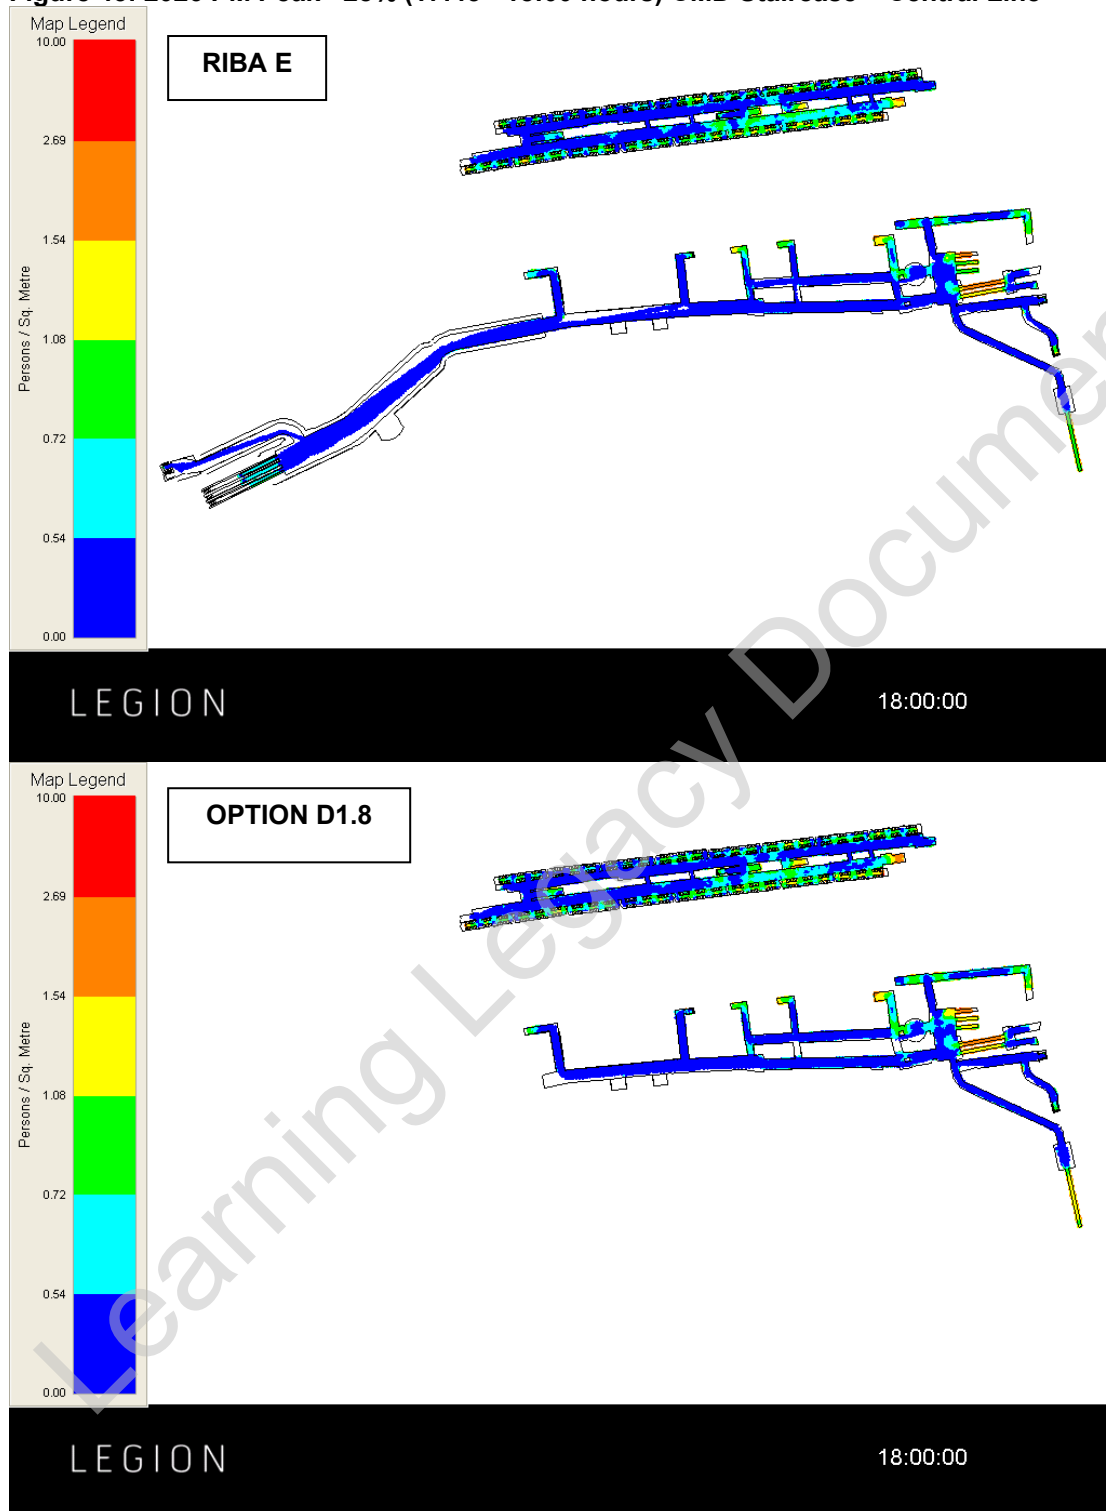 Map Legend
10.00
RIBA E
2.69
1.54
Persons / Sq. Metre
1.08
0.72
0.54
0.00
LEGION
18:00:00
Map Legend
10.00
OPTION D1.8
2.69
1.54
Persons / Sq. Metre
1.08
0.72
0.54
0.00
LEGION
18:00:00
Learning Legacy Documen